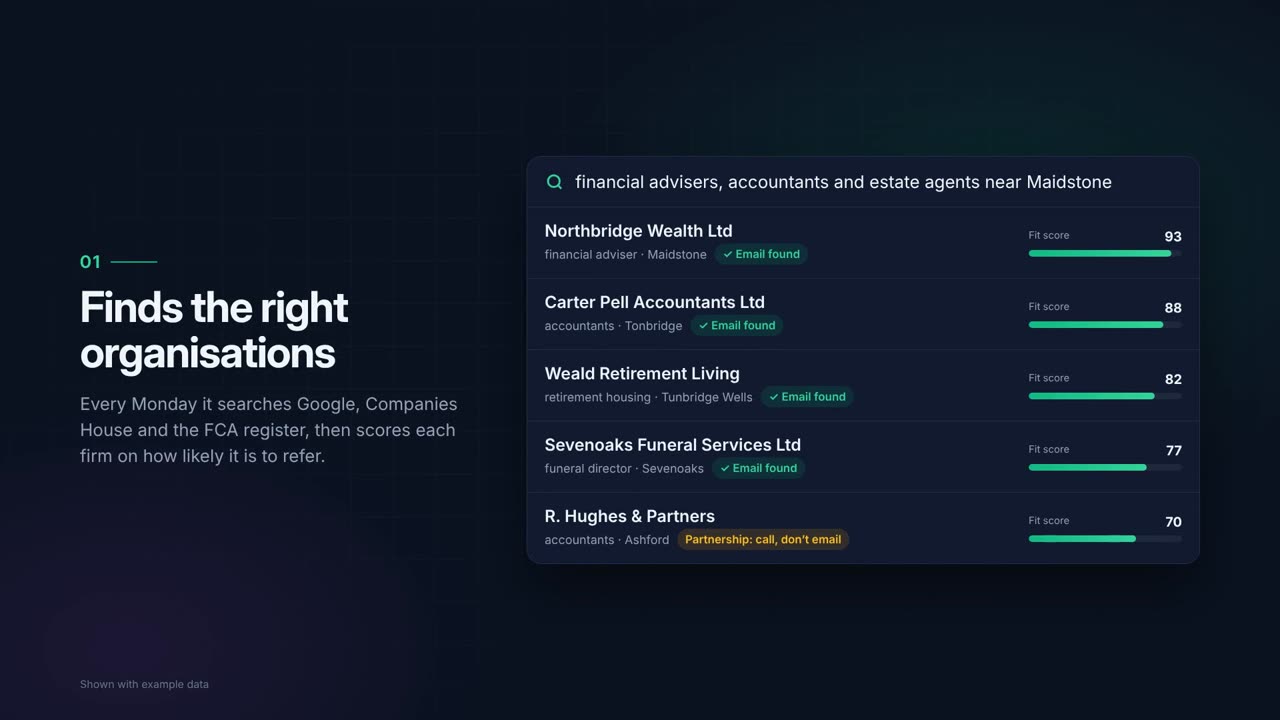 01
Finds the right
organisations
Every Monday it searches Google, Companies
House and the FCA register, then scores each
firm on how likely it is to refer.
financial advisers, accountants and estate agents near Maidstone
Northbridge Wealth Ltd
financial adviser · Maidstone ✓ Email found
Fit score 93
Carter Pell Accountants Ltd
accountants · Tonbridge ✓ Email found
Fit score 88
Weald Retirement Living
retirement housing · Tunbridge Wells ✓ Email found
Fit score 82
Sevenoaks Funeral Services Ltd
funeral director · Sevenoaks ✓ Email found
Fit score 77
R. Hughes & Partners
accountants · Ashford Partnership: call, don’t email
Fit score 70
Shown with example data